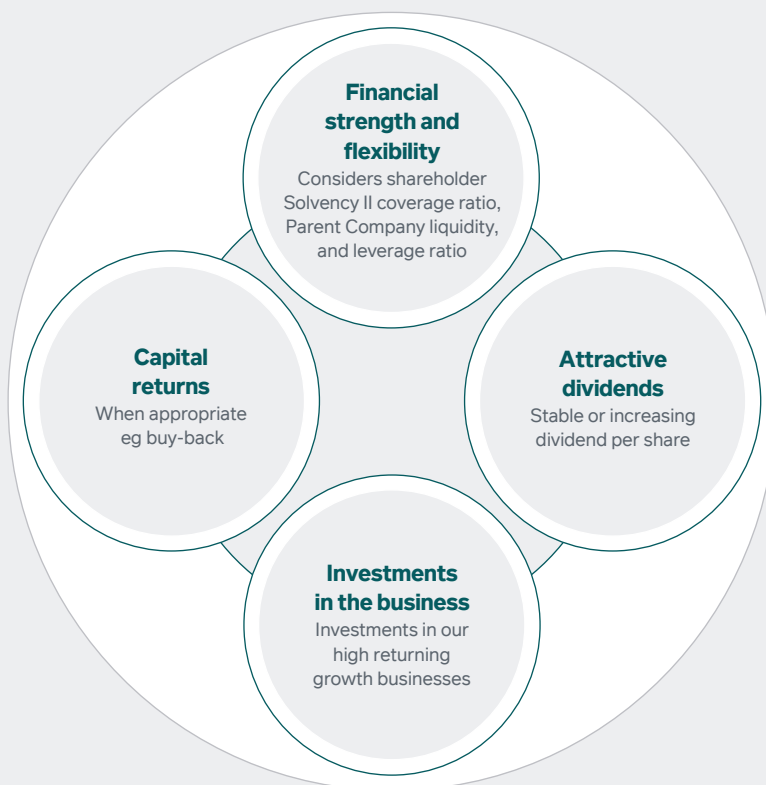 Financial
strength and
flexibility
Considers shareholder
Solvency II coverage ratio,
Parent Company liquidity,
and leverage ratio
Capital
returns
When appropriate
eg buy-back
Attractive
dividends
Stable or increasing
dividend per share
Investments
in the business
Investments in our
high returning
growth businesses